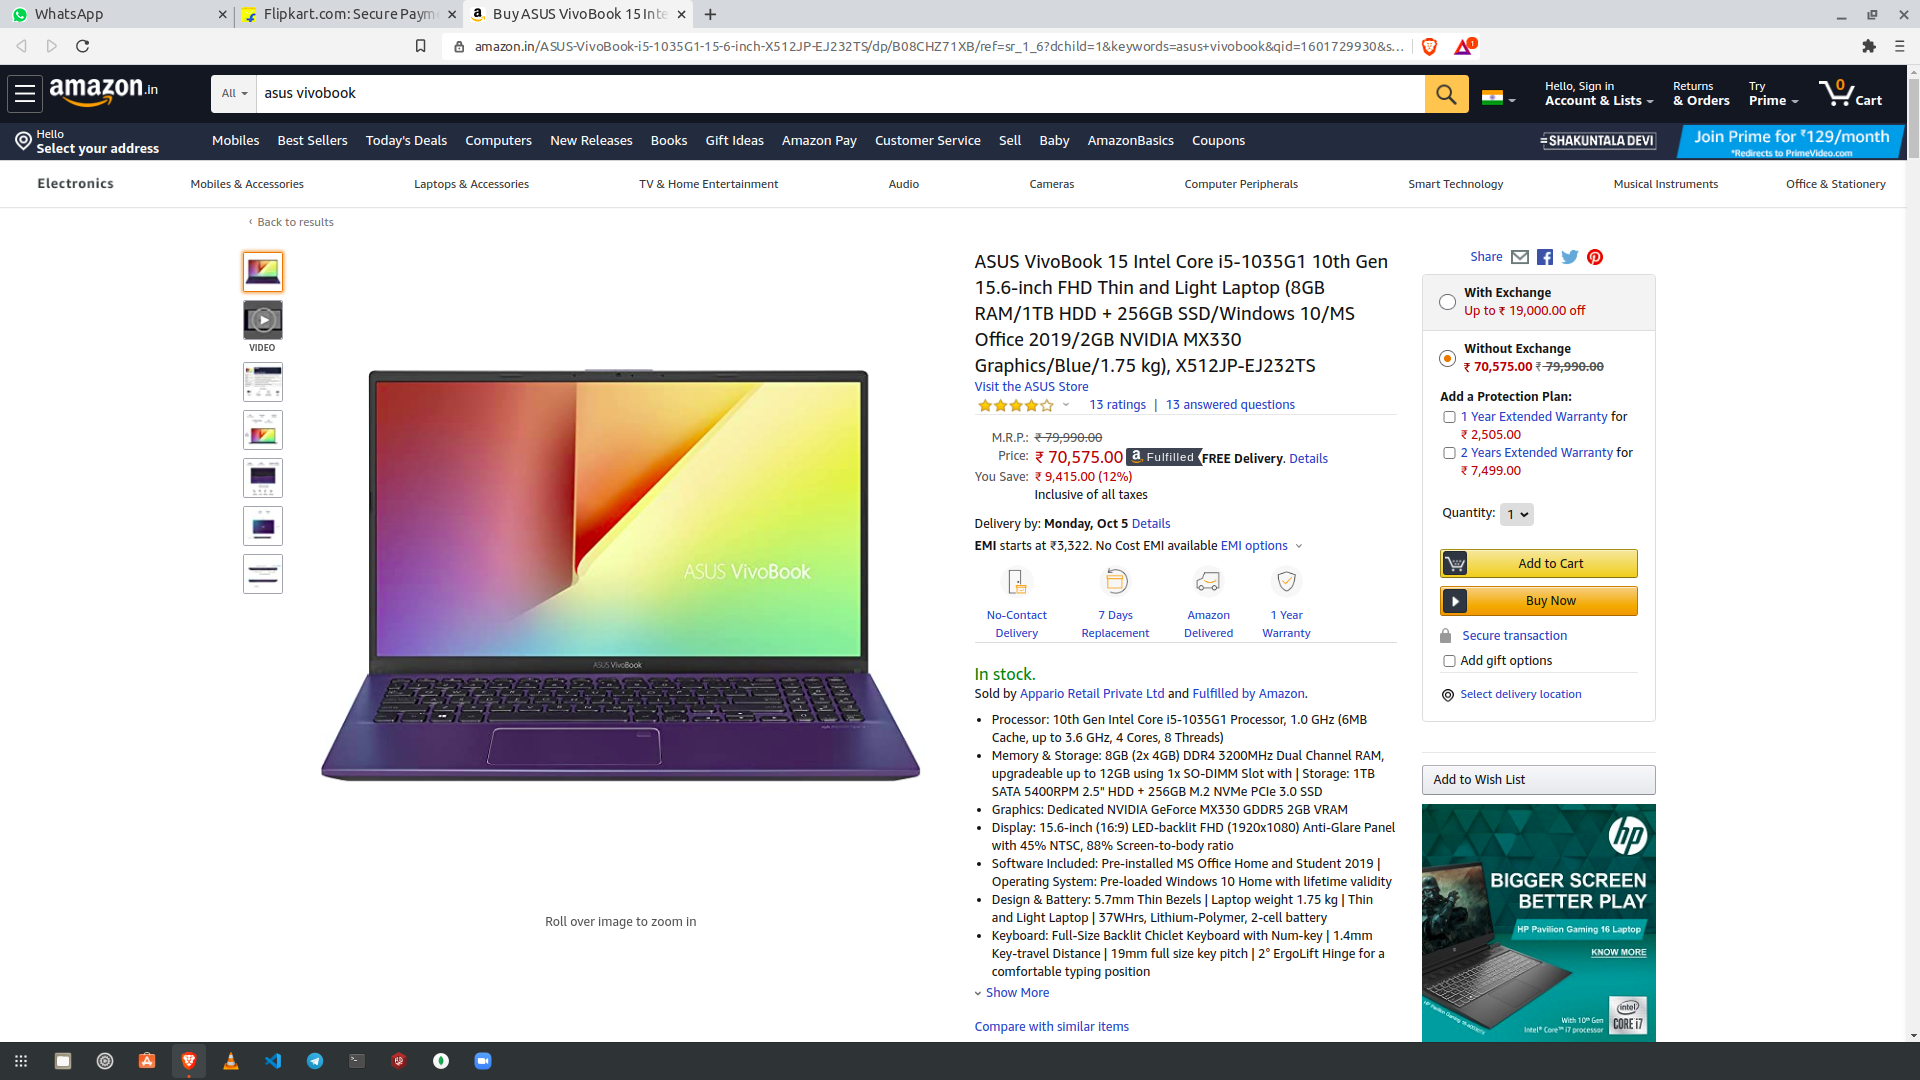 WhatsApp
Flipkart.com: Secure Paym
Buy ASUS VivoBook 15 Inte
amazon.in/ASUS-VivoBook-i5-1035G1-15-6-inch-X512JP-EJ232TS/dp/B08CHZ71XB/ref=sr_1_6?dchild=1&keywords=asus+vivobook&qid=1601729930&s...
1
amazon.in
All
asus vivobook
Hello, Sign in
Account & Lists
Returns
& Orders
Try
Prime
0
Cart
Hello
Select your address
Mobiles
Best Sellers
Today's Deals
Computers
New Releases
Books
Gift Ideas
Amazon Pay
Customer Service
Sell
Baby
AmazonBasics
Coupons
SHAKUNTALA DEVI
Join Prime for ₹129/month
*Redirects to PrimeVideo.com
Electronics
Mobiles & Accessories
Laptops & Accessories
TV & Home Entertainment
Audio
Cameras
Computer Peripherals
Smart Technology
Musical Instruments
Office & Stationery
‹ Back to results
VIDEO
ASUS VivoBook
ASUS VivoBook
Roll over image to zoom in
ASUS VivoBook 15 Intel Core i5-1035G1 10th Gen
15.6-inch FHD Thin and Light Laptop (8GB
RAM/1TB HDD + 256GB SSD/Windows 10/MS
Office 2019/2GB NVIDIA MX330
Graphics/Blue/1.75 kg), X512JP-EJ232TS
Visit the ASUS Store
13 ratings | 13 answered questions
M.R.P.: ₹ 79,990.00
Price: ₹ 70,575.00 a Fulfilled FREE Delivery. Details
You Save: ₹ 9,415.00 (12%)
Inclusive of all taxes
Delivery by: Monday, Oct 5 Details
EMI starts at ₹3,322. No Cost EMI available EMI options
No-Contact
Delivery
7 Days
Replacement
Amazon
Delivered
1 Year
Warranty
In stock.
Sold by Appario Retail Private Ltd and Fulfilled by Amazon.
• Processor: 10th Gen Intel Core i5-1035G1 Processor, 1.0 GHz (6MB
Cache, up to 3.6 GHz, 4 Cores, 8 Threads)
• Memory & Storage: 8GB (2x 4GB) DDR4 3200MHz Dual Channel RAM,
upgradeable up to 12GB using 1x SO-DIMM Slot with | Storage: 1TB
SATA 5400RPM 2.5" HDD + 256GB M.2 NVMe PCIe 3.0 SSD
• Graphics: Dedicated NVIDIA GeForce MX330 GDDR5 2GB VRAM
• Display: 15.6-inch (16:9) LED-backlit FHD (1920x1080) Anti-Glare Panel
with 45% NTSC, 88% Screen-to-body ratio
• Software Included: Pre-installed MS Office Home and Student 2019 |
Operating System: Pre-loaded Windows 10 Home with lifetime validity
• Design & Battery: 5.7mm Thin Bezels | Laptop weight 1.75 kg | Thin
and Light Laptop | 37WHrs, Lithium-Polymer, 2-cell battery
• Keyboard: Full-Size Backlit Chiclet Keyboard with Num-key | 1.4mm
Key-travel Distance | 19mm full size key pitch | 2° ErgoLift Hinge for a
comfortable typing position
Show More
Compare with similar items
Share
With Exchange
Up to ₹ 19,000.00 off
Without Exchange
₹ 70,575.00 ₹ 79,990.00
Add a Protection Plan:
1 Year Extended Warranty for
₹ 2,505.00
2 Years Extended Warranty for
₹ 7,499.00
Quantity: 1
Add to Cart
Buy Now
Secure transaction
Add gift options
Select delivery location
Add to Wish List
hp
BIGGER SCREEN
BETTER PLAY
HP Pavilion Gaming 16 Laptop
KNOW MORE
With 10th Gen
Intel® Core™ i7 processor
intel
CORE i7